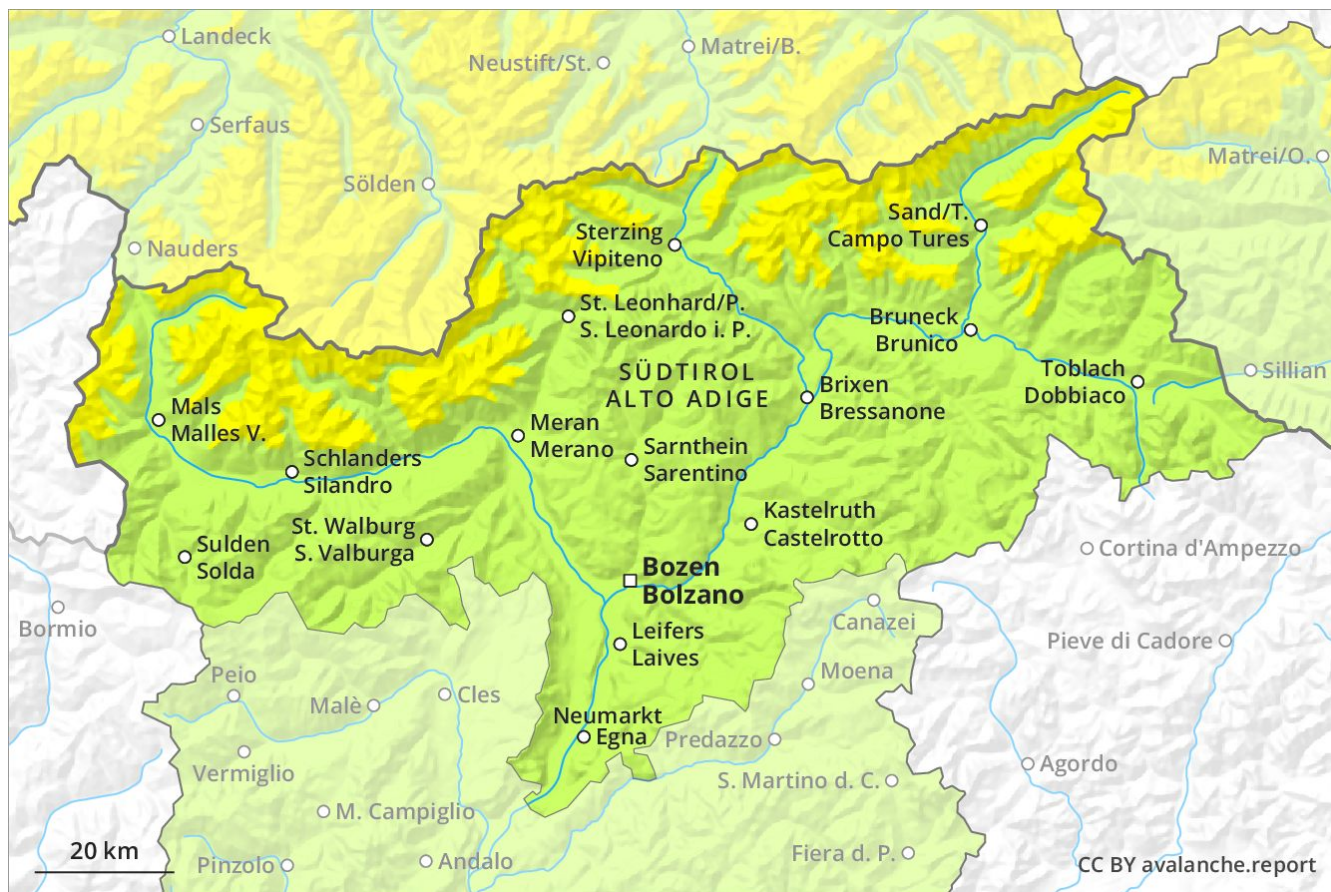 Landeck
Matrei/B.
Neustift/St.
Serfaus
Matrei/O.
Sölden
Sand/T.
Campo Tures
Sterzing
Vipiteno
Nauders
St. Leonhard/P.
S. Leonardo i. P.
Bruneck
Brunico
SÜDTIROL
ALTO ADIGE
Toblach
Dobbiaco
Sillian
Brixen
Bressanone
Mals
Malles V.
Meran
Merano
Sarnthein
Sarentino
Schlanders
Silandro
Kastelruth
Castelrotto
St. Walburg
S. Valburga
Sulden
Solda
Cortina d'Ampezzo
Bozen
Bolzano
Bormio
Canazei
Leifers
Laives
Pieve di Cadore
Peio
Moena
Malè
Cles
Neumarkt
Egna
Predazzo
Vermiglio
Agordo
S. Martino d. C.
M. Campiglio
20 km
Pinzolo
Andalo
Fiera d. P.
CC BY avalanche.report